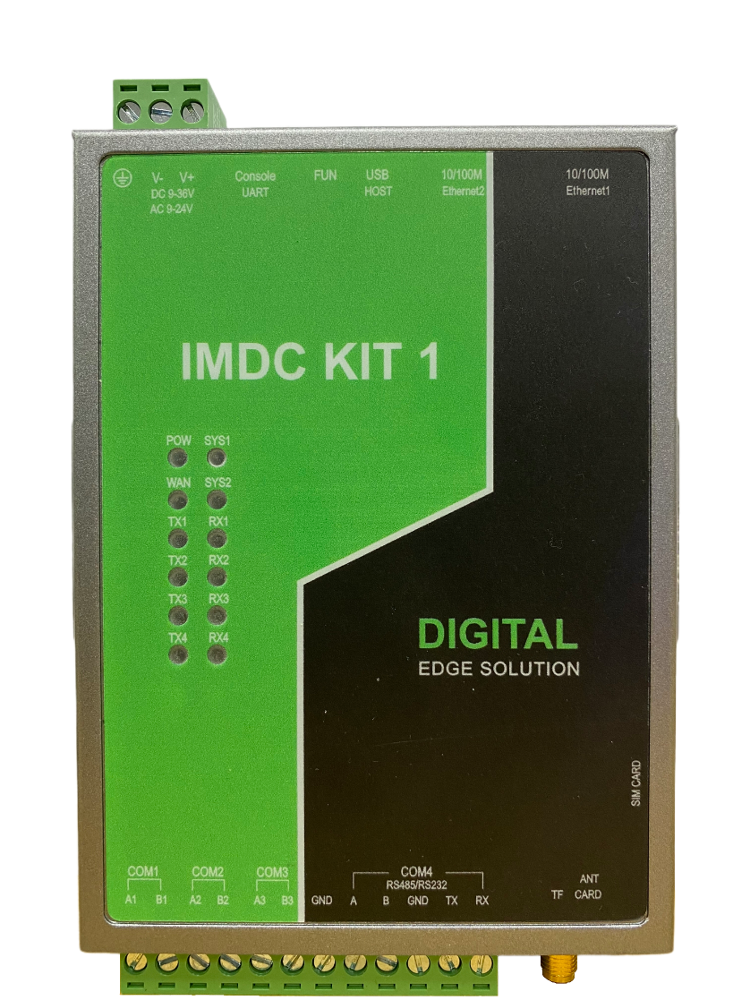 V- V+ Console FUN USB 10/100M 10/100M
DC 9-36V UART HOST Ethernet2 Ethernet1
AC 9-24V
IMDC KIT 1
POW SYS1
WAN SYS2
TX1 RX1
TX2 RX2
TX3 RX3
TX4 RX4
DIGITAL
EDGE SOLUTION
SIM CARD
COM1 COM2 COM3 COM4
RS485/RS232
ANT
A1 B1 A2 B2 A3 B3 GND A B GND TX RX TF CARD